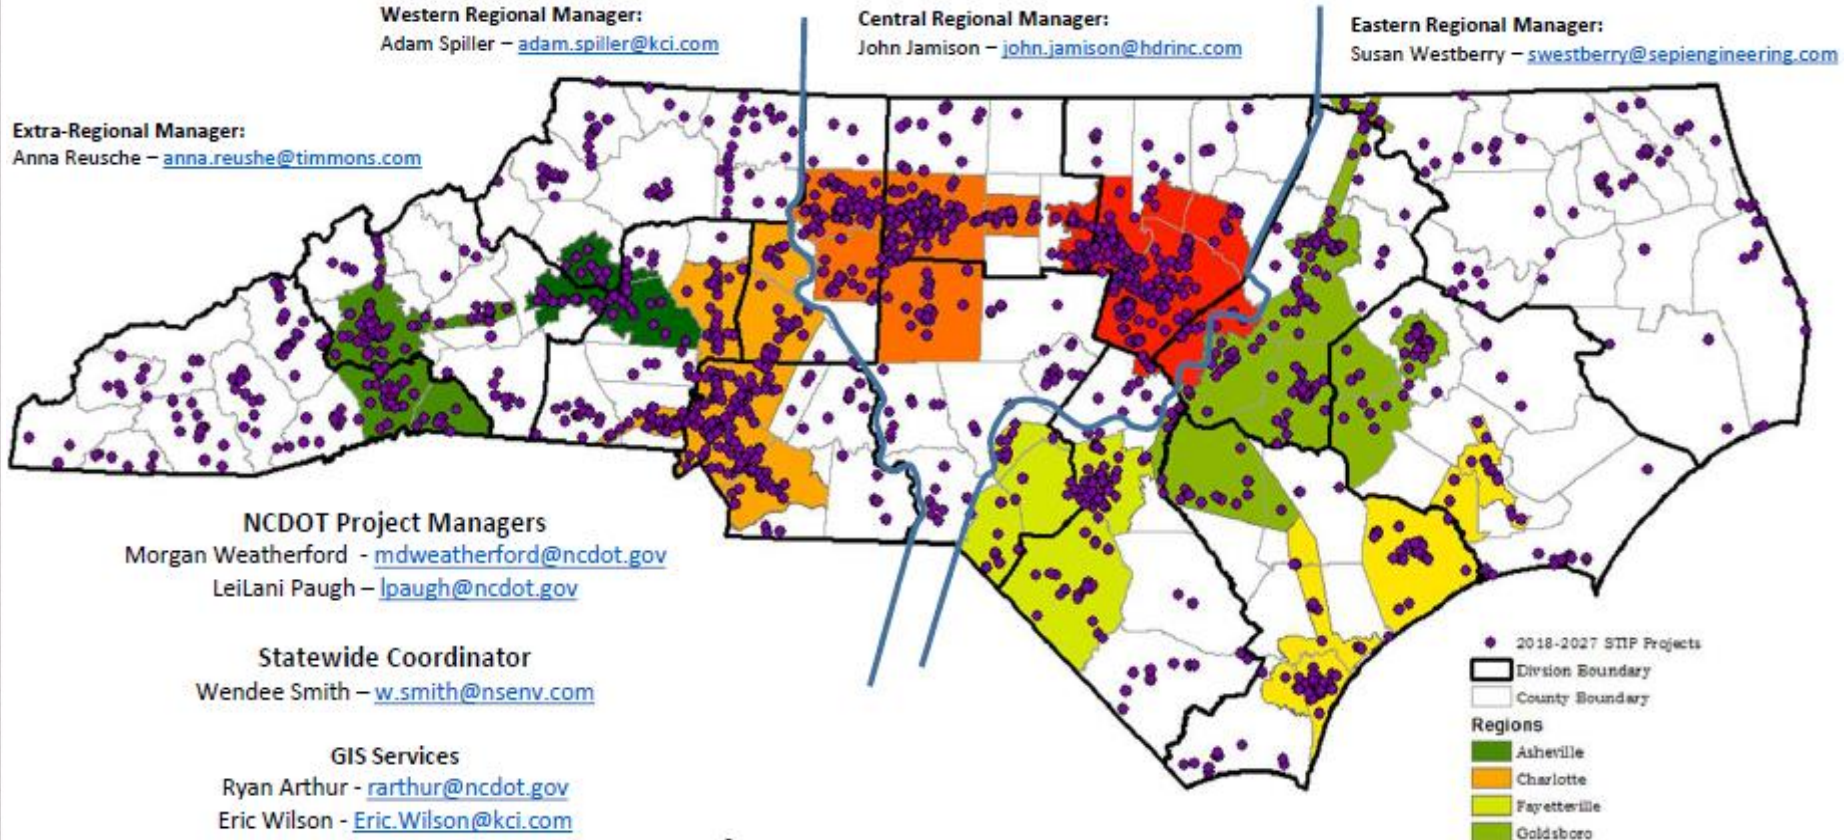 Western Regional Manager:
Adam Spiller – adam.spiller@kci.com
Central Regional Manager:
John Jamison – john.jamison@hdrinc.com
Eastern Regional Manager:
Susan Westberry – swestberry@sepiengineering.com
Extra-Regional Manager:
Anna Reusche – anna.reushe@timmons.com
NCDOT Project Managers
Morgan Weatherford - mdweatherford@ncdot.gov
LeiLani Paugh – lpaugh@ncdot.gov
Statewide Coordinator
Wendee Smith – w.smith@nsenv.com
GIS Services
Ryan Arthur - rarthur@ncdot.gov
Eric Wilson - Eric.Wilson@kci.com
2018-2027 STIP Projects
Divsion Boundary
County Boundary
Regions
Asheville
Charlotte
Fayetteville
Goldsboro